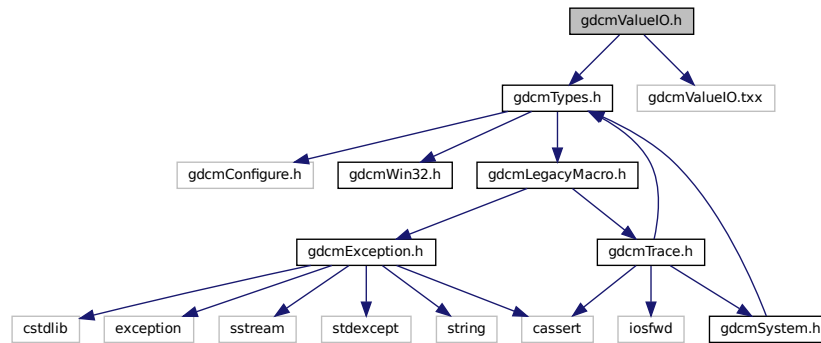 gdcmValueIO.h
gdcmTypes.h
gdcmValueIO.txx
gdcmConfigure.h
gdcmWin32.h
gdcmLegacyMacro.h
gdcmException.h
gdcmTrace.h
cstdlib
exception
sstream
stdexcept
string
cassert
iosfwd
gdcmSystem.h